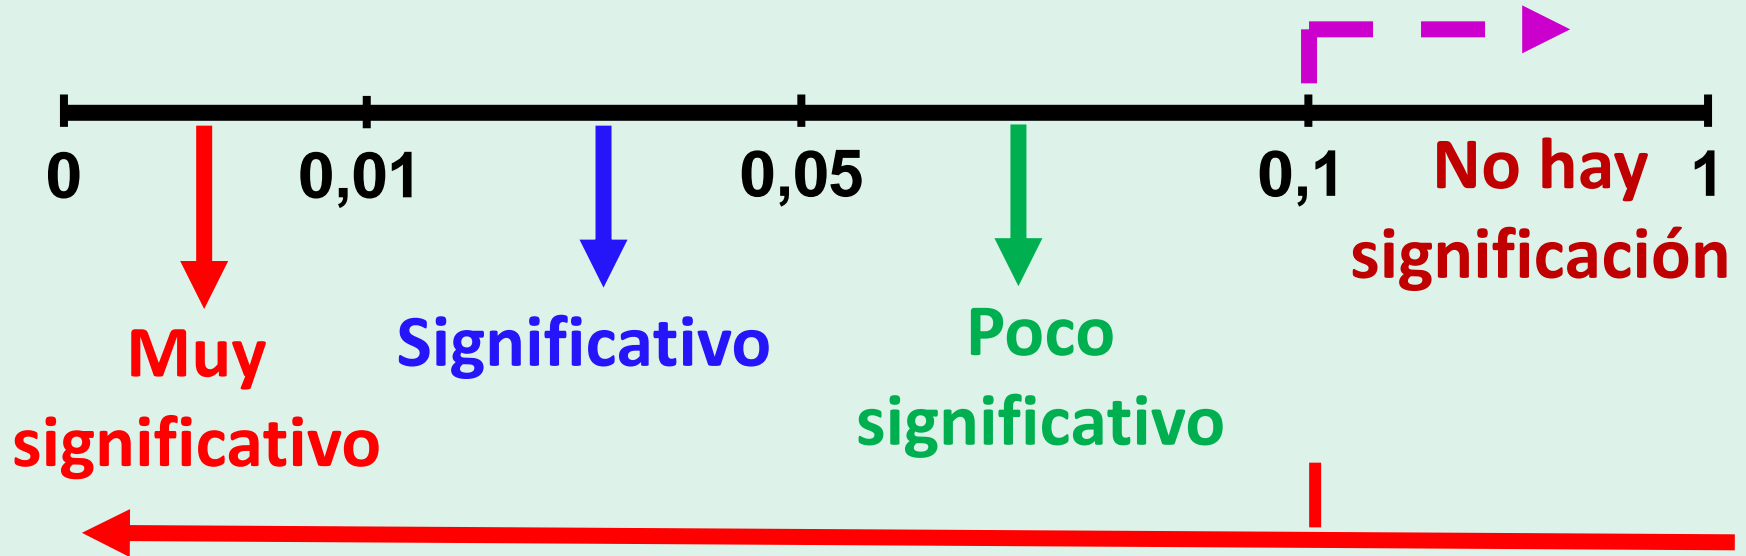 0 0,01 0,05 0,1 1
No hay
significación
Muy
significativo
Significativo
Poco
significativo